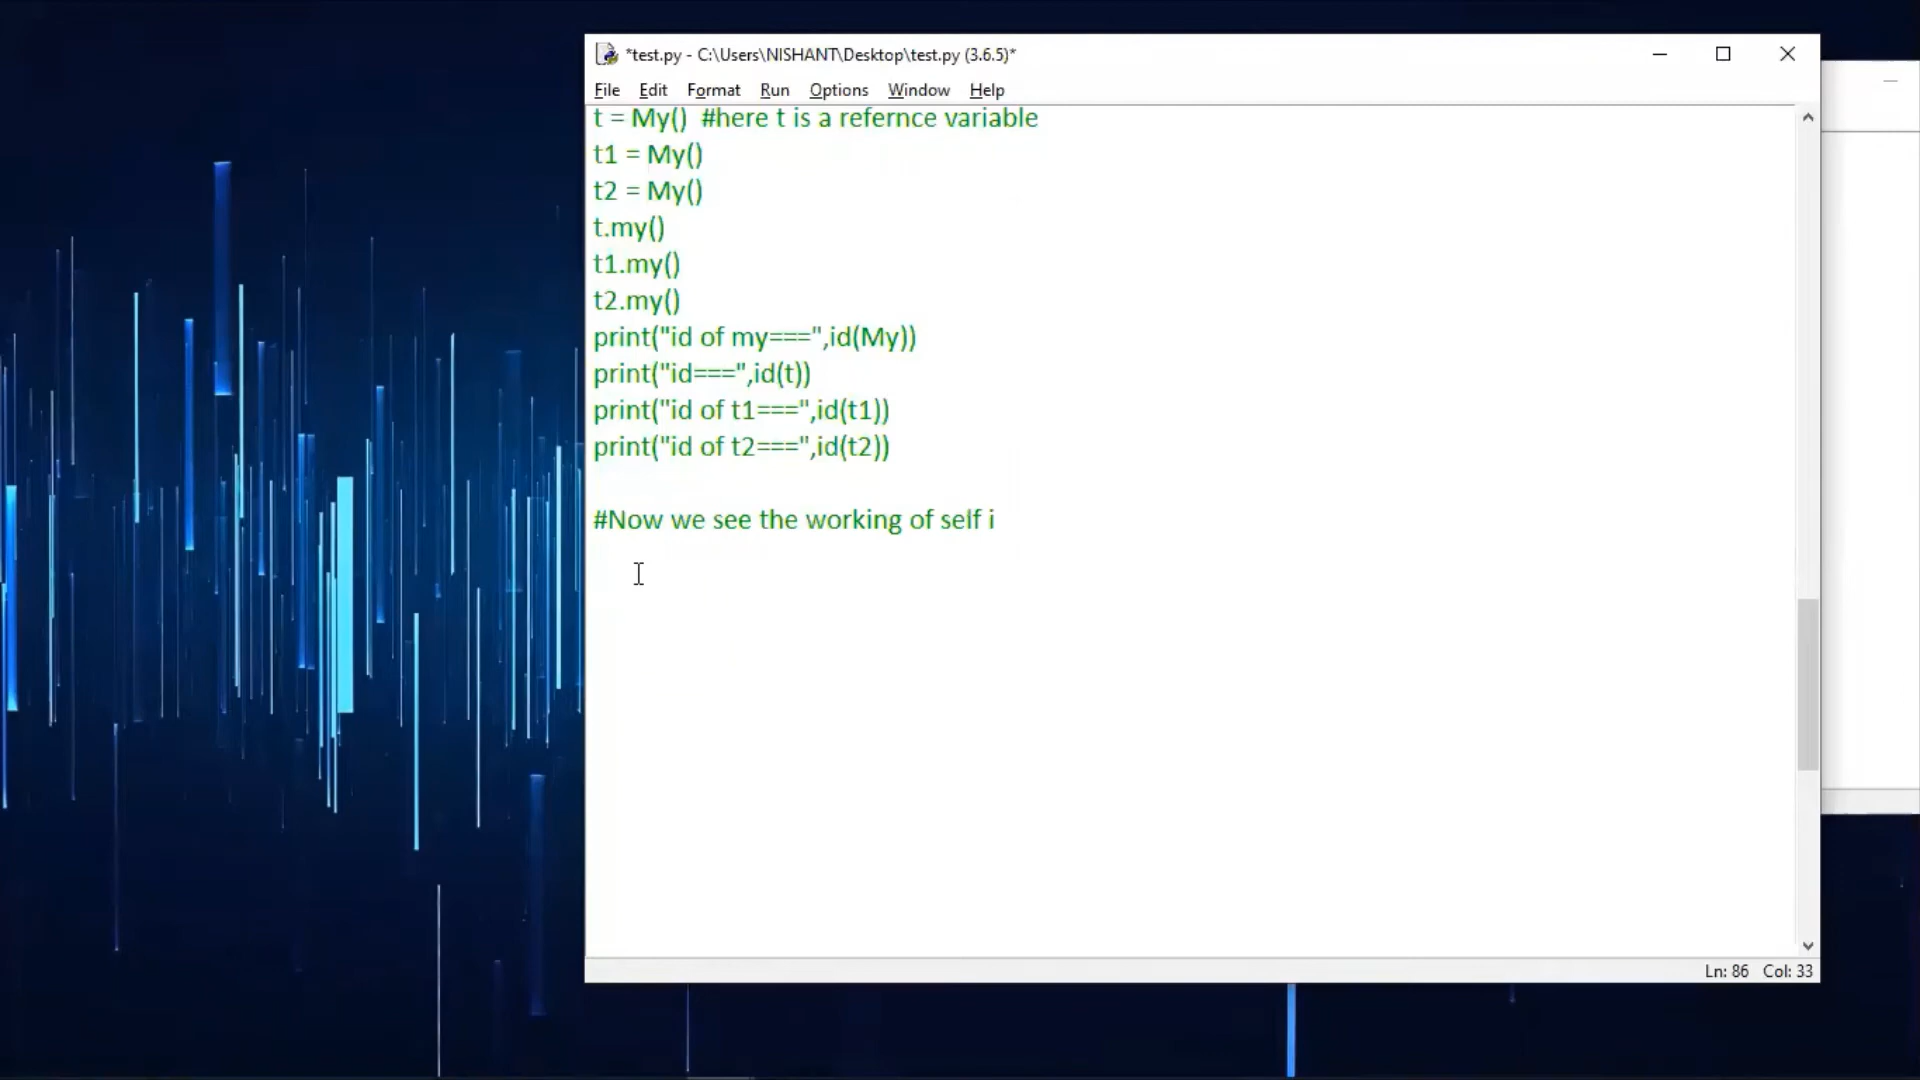 *test.py - C:\Users\NISHANT\Desktop\test.py (3.6.5)*
File Edit Format Run Options Window Help
t = My()  #here t is a refernce variable
t1 = My()
t2 = My()
t.my()
t1.my()
t2.my()
print("id of my===",id(My))
print("id===",id(t))
print("id of t1===",id(t1))
print("id of t2===",id(t2))
#Now we see the working of self i
Ln: 86 Col: 33